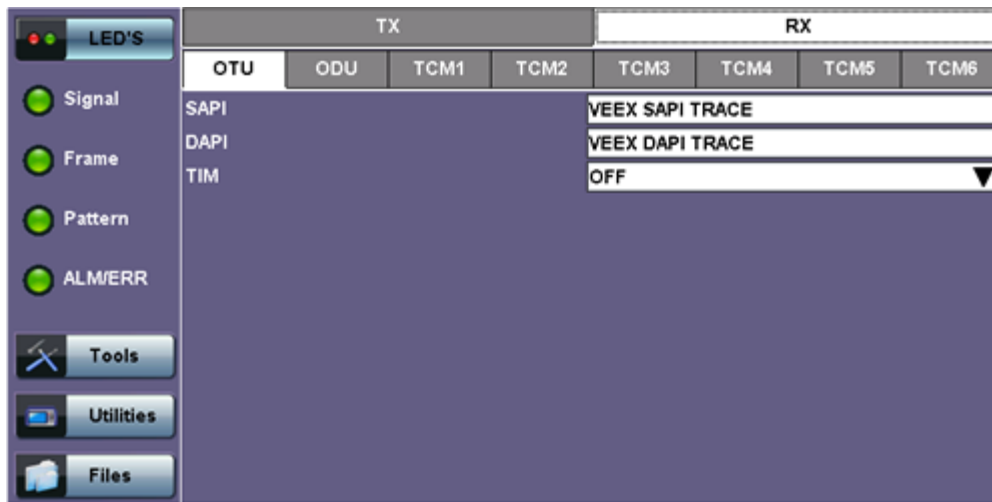 LED'S
TX
RX
OTU
ODU
TCM1
TCM2
TCM3
TCM4
TCM5
TCM6
Signal
Frame
Pattern
ALM/ERR
SAPI
VEEX SAPI TRACE
DAPI
VEEX DAPI TRACE
TIM
OFF
Tools
Utilities
Files